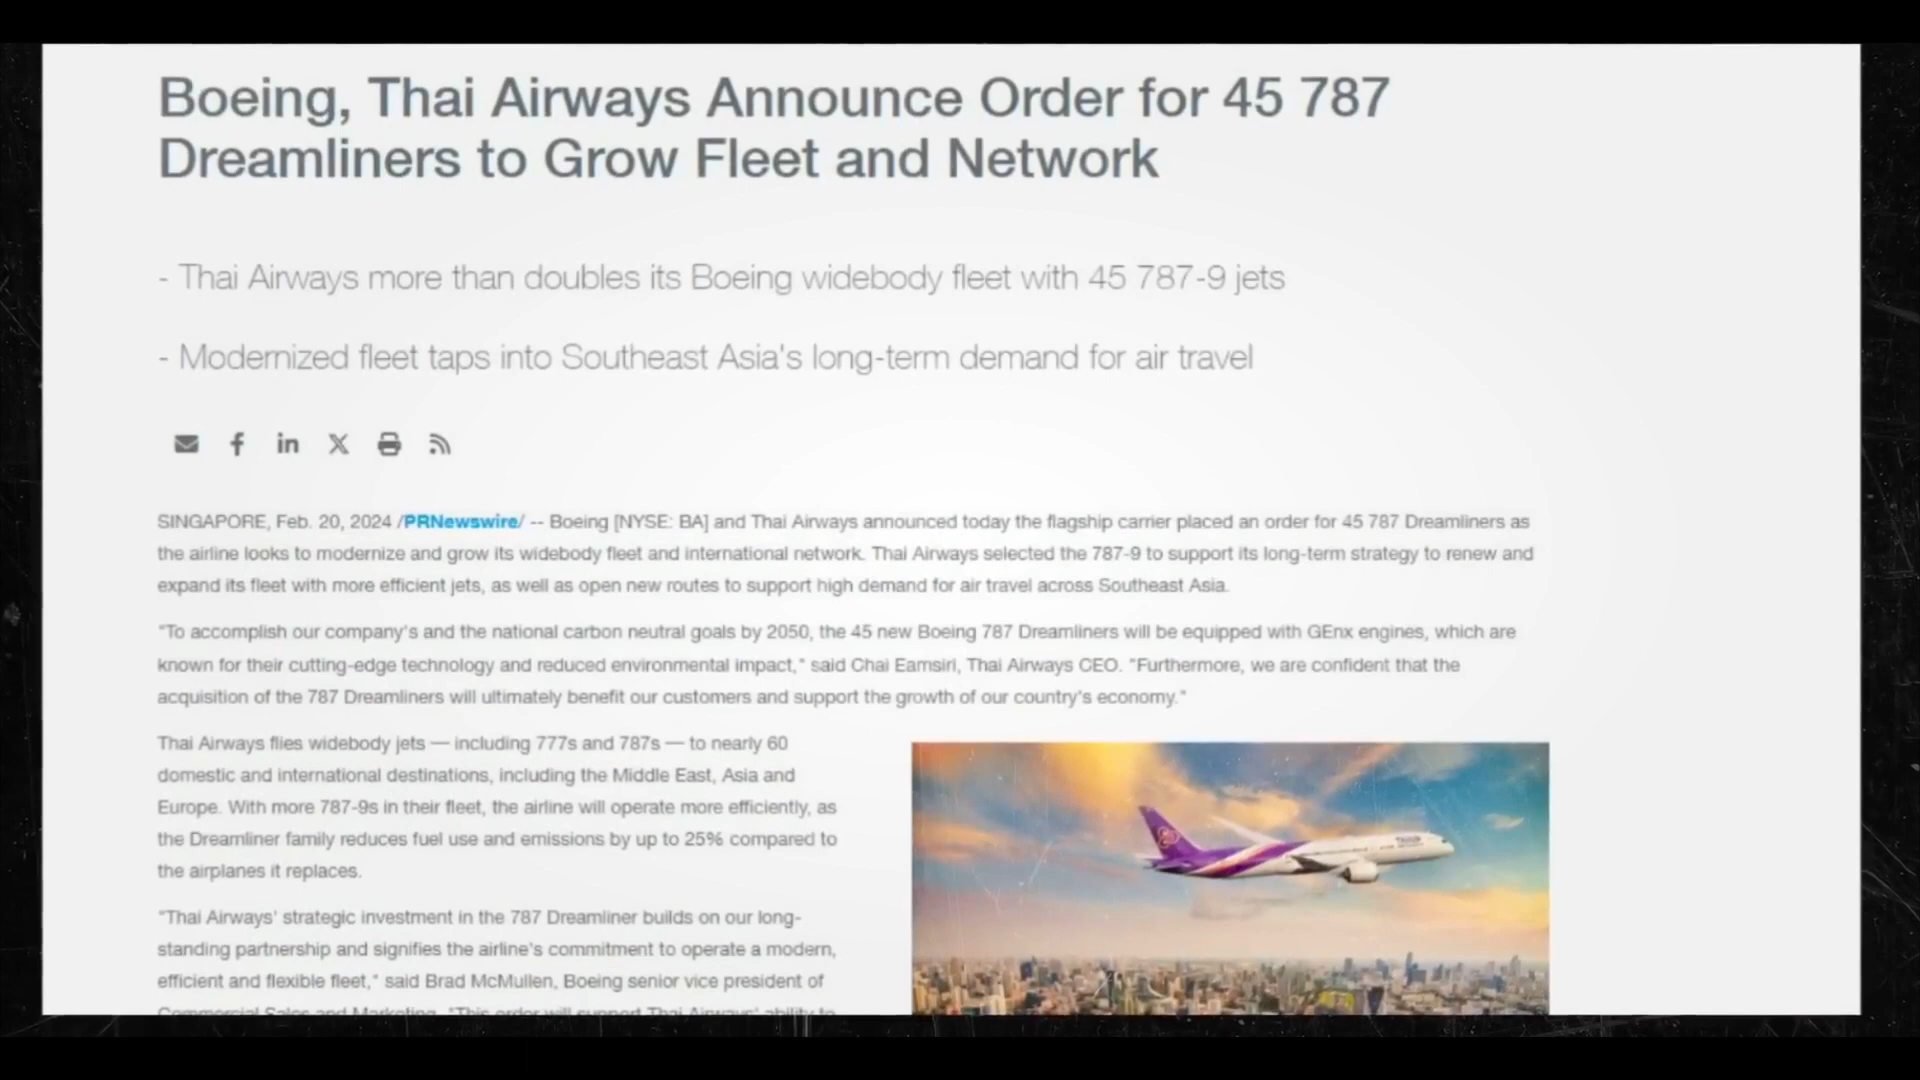 Boeing, Thai Airways Announce Order for 45 787
Dreamliners to Grow Fleet and Network
- Thai Airways more than doubles its Boeing widebody fleet with 45 787-9 jets
- Modernized fleet taps into Southeast Asia's long-term demand for air travel
SINGAPORE, Feb. 20, 2024 /PRNewswire/ -- Boeing [NYSE: BA] and Thai Airways announced today the flagship carrier placed an order for 45 787 Dreamliners as
the airline looks to modernize and grow its widebody fleet and international network. Thai Airways selected the 787-9 to support its long-term strategy to renew and
expand its fleet with more efficient jets, as well as open new routes to support high demand for air travel across Southeast Asia.
"To accomplish our company's and the national carbon neutral goals by 2050, the 45 new Boeing 787 Dreamliners will be equipped with GEnx engines, which are
known for their cutting-edge technology and reduced environmental impact," said Chai Eamsiri, Thai Airways CEO. "Furthermore, we are confident that the
acquisition of the 787 Dreamliners will ultimately benefit our customers and support the growth of our country's economy."
Thai Airways flies widebody jets — including 777s and 787s — to nearly 60
domestic and international destinations, including the Middle East, Asia and
Europe. With more 787-9s in their fleet, the airline will operate more efficiently, as
the Dreamliner family reduces fuel use and emissions by up to 25% compared to
the airplanes it replaces.
"Thai Airways' strategic investment in the 787 Dreamliner builds on our long-
standing partnership and signifies the airline's commitment to operate a modern,
efficient and flexible fleet," said Brad McMullen, Boeing senior vice president of
Commercial Sales and Marketing. "This order will support Thai Airways' ability to